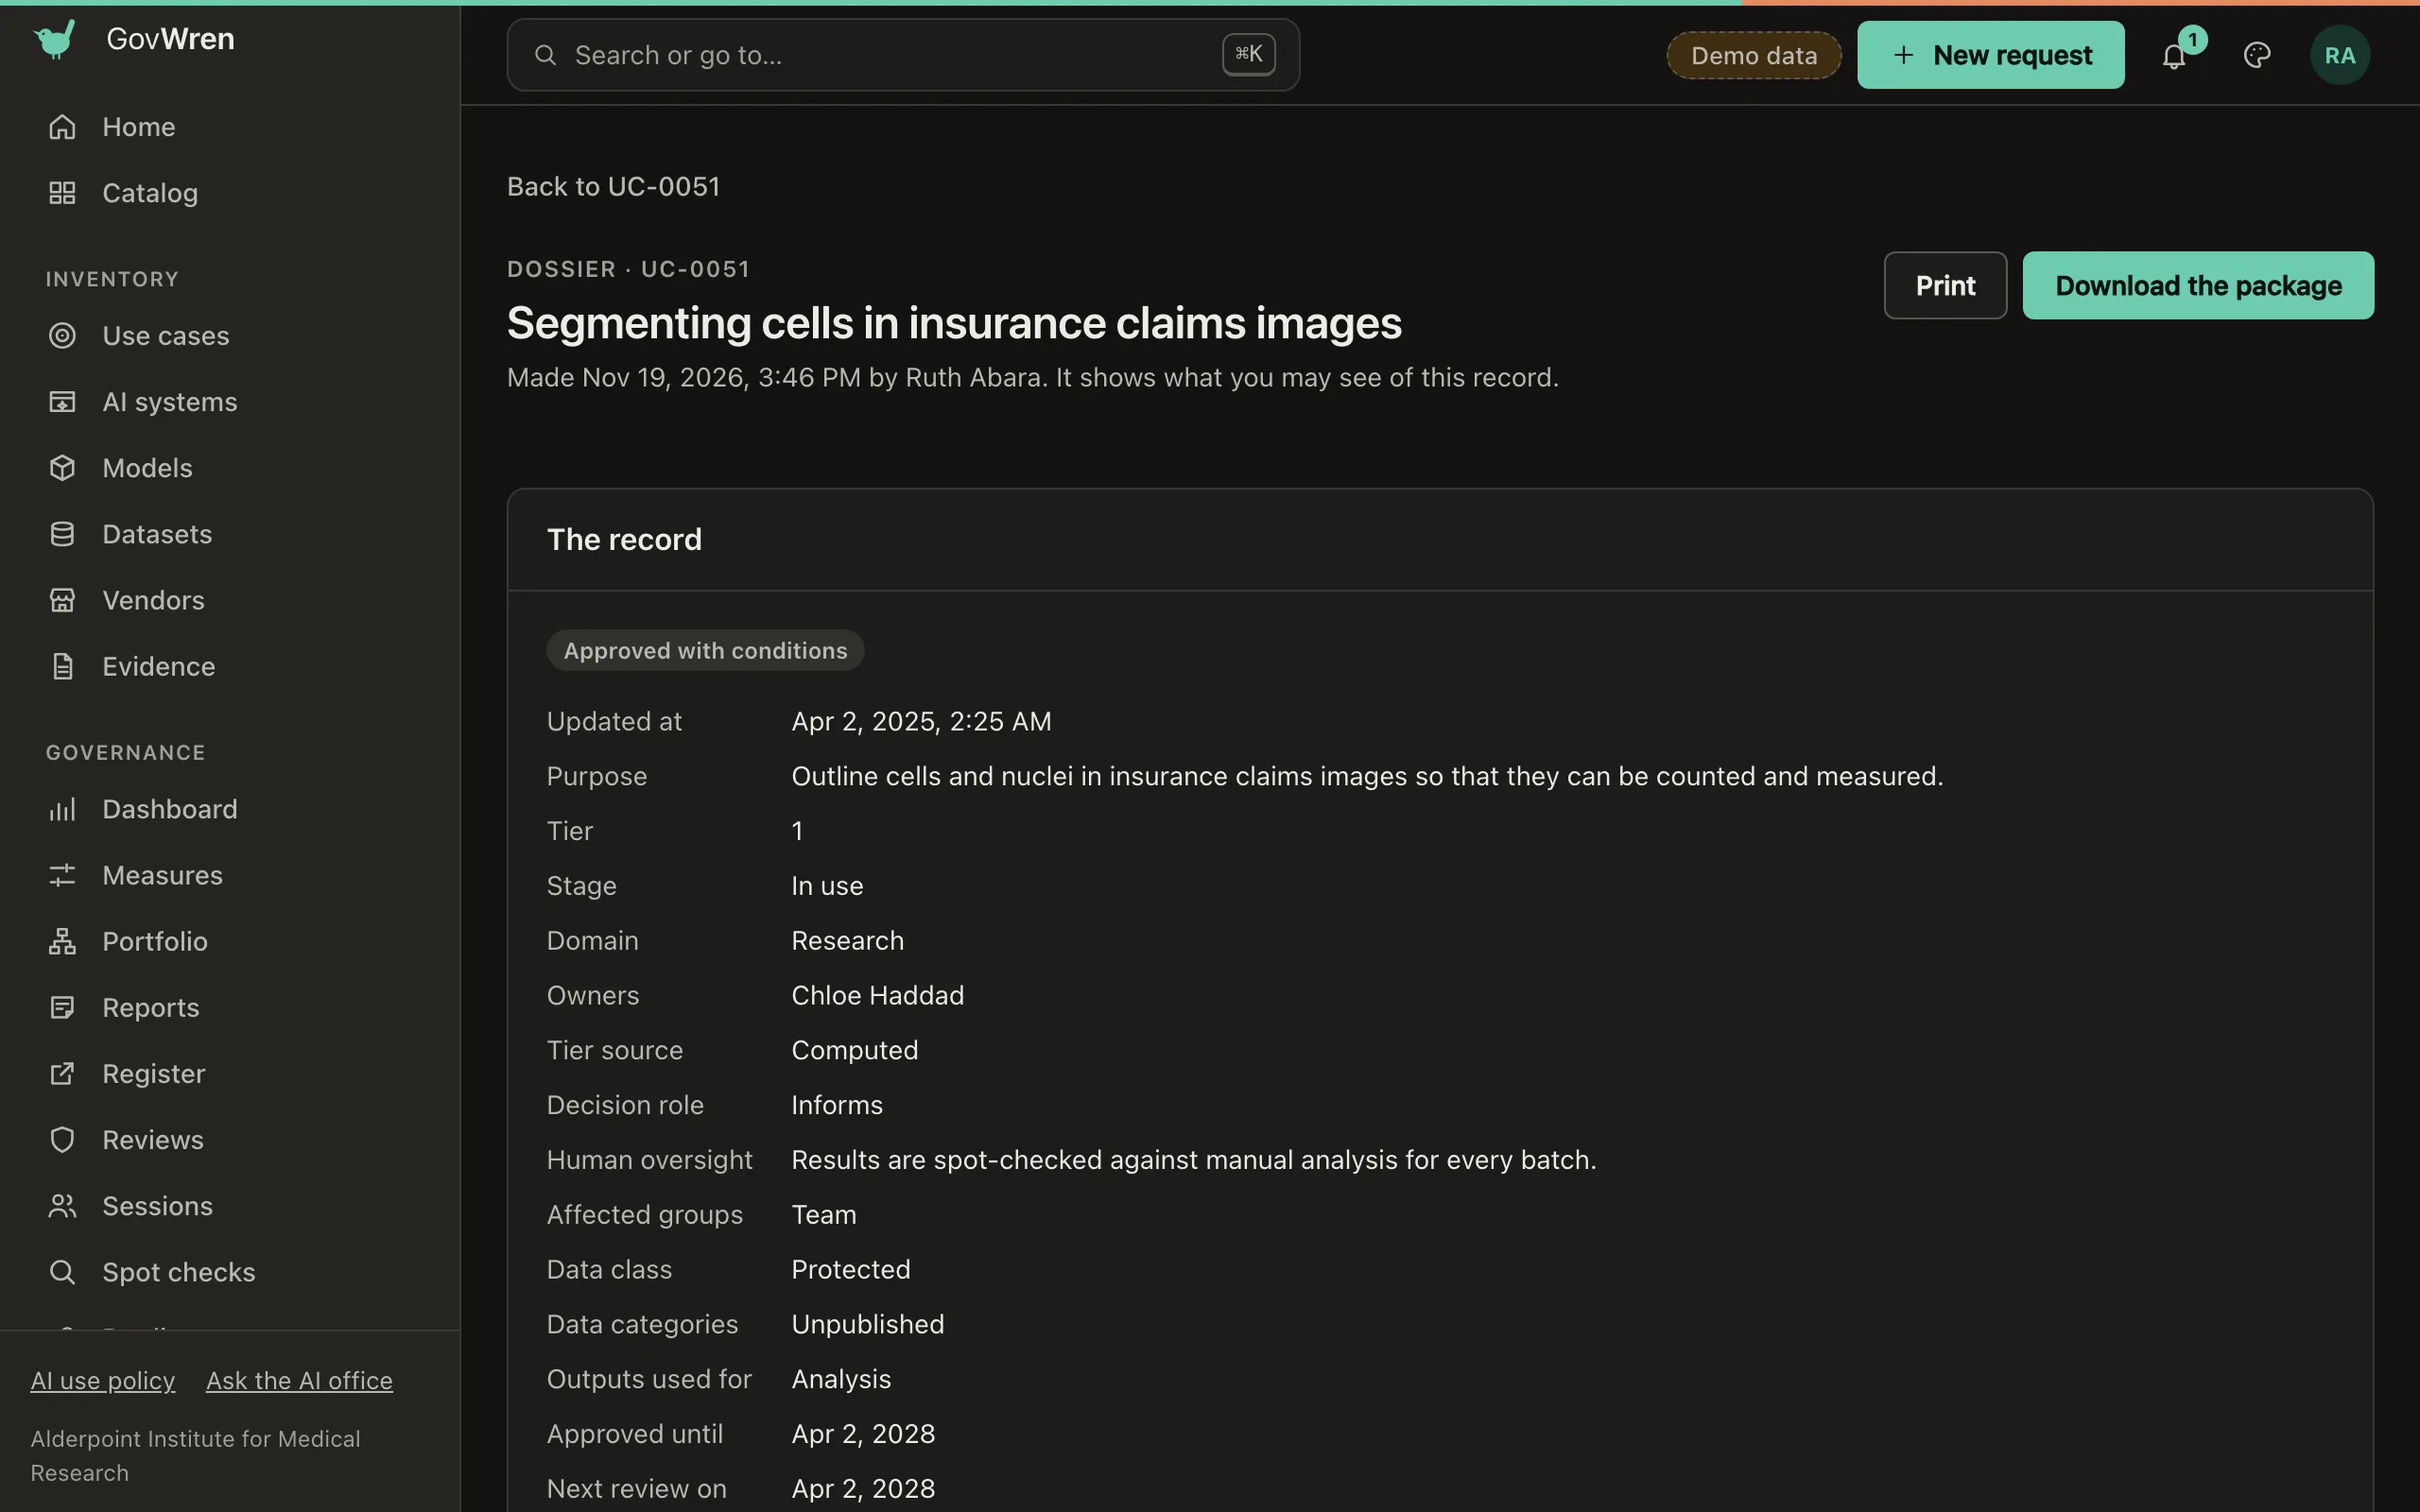 GovWren
Search or go to...
⌘K
Demo data
+ New request
1
RA
Home
Catalog
INVENTORY
Use cases
AI systems
Models
Datasets
Vendors
Evidence
GOVERNANCE
Dashboard
Measures
Portfolio
Reports
Register
Reviews
Sessions
Spot checks
AI use policy
Ask the AI office
Alderpoint Institute for Medical
Research
Back to UC-0051
DOSSIER · UC-0051
Segmenting cells in insurance claims images
Made Nov 19, 2026, 3:46 PM by Ruth Abara. It shows what you may see of this record.
Print
Download the package
The record
Approved with conditions
Updated at Apr 2, 2025, 2:25 AM
Purpose Outline cells and nuclei in insurance claims images so that they can be counted and measured.
Tier 1
Stage In use
Domain Research
Owners Chloe Haddad
Tier source Computed
Decision role Informs
Human oversight Results are spot-checked against manual analysis for every batch.
Affected groups Team
Data class Protected
Data categories Unpublished
Outputs used for Analysis
Approved until Apr 2, 2028
Next review on Apr 2, 2028